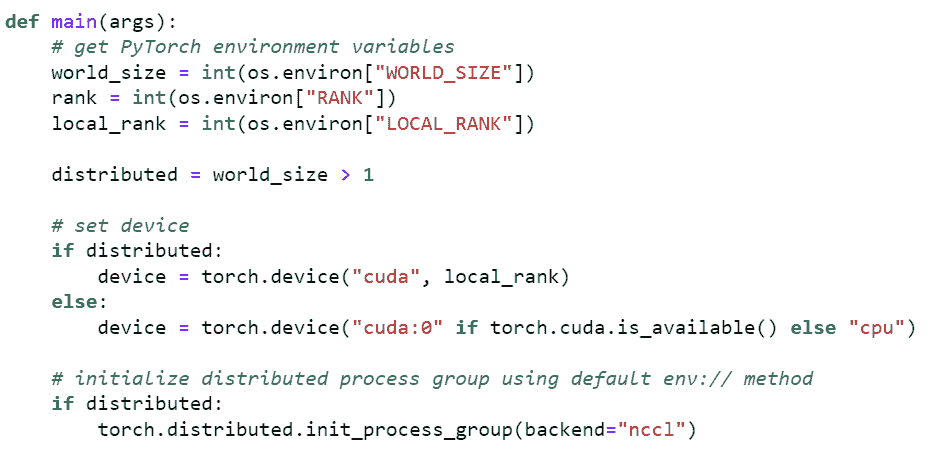 def main(args):
    # get PyTorch environment variables
    world_size = int(os.environ["WORLD_SIZE"])
    rank = int(os.environ["RANK"])
    local_rank = int(os.environ["LOCAL_RANK"])

    distributed = world_size > 1

    # set device
    if distributed:
        device = torch.device("cuda", local_rank)
    else:
        device = torch.device("cuda:0" if torch.cuda.is_available() else "cpu")

    # initialize distributed process group using default env:// method
    if distributed:
        torch.distributed.init_process_group(backend="nccl")